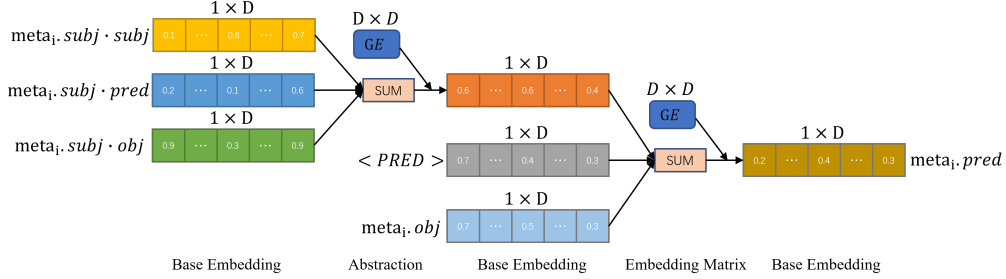 1 × D
meta_i.subj · subj
0.1 ⋯ 0.6 ⋯ 0.7
1 × D
meta_i.subj · pred
0.2 ⋯ 0.1 ⋯ 0.6
1 × D
meta_i.subj · obj
0.9 ⋯ 0.3 ⋯ 0.9
D × D
GE
SUM
1 × D
0.6 ⋯ 0.6 ⋯ 0.4
1 × D
< PRED >
0.7 ⋯ 0.4 ⋯ 0.3
1 × D
meta_i.obj
0.7 ⋯ 0.5 ⋯ 0.3
D × D
GE
SUM
1 × D
0.2 ⋯ 0.4 ⋯ 0.3
meta_i.pred
Base Embedding
Abstraction
Base Embedding
Embedding Matrix
Base Embedding